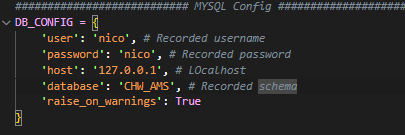 ########################## MYSQL Config ####################
DB_CONFIG = {
'user': 'nico', # Recorded username
'password': 'nico', # Recorded password
'host': '127.0.0.1', # LOcalhost
'database': 'CHW_AMS', # Recorded schema
'raise_on_warnings': True
}